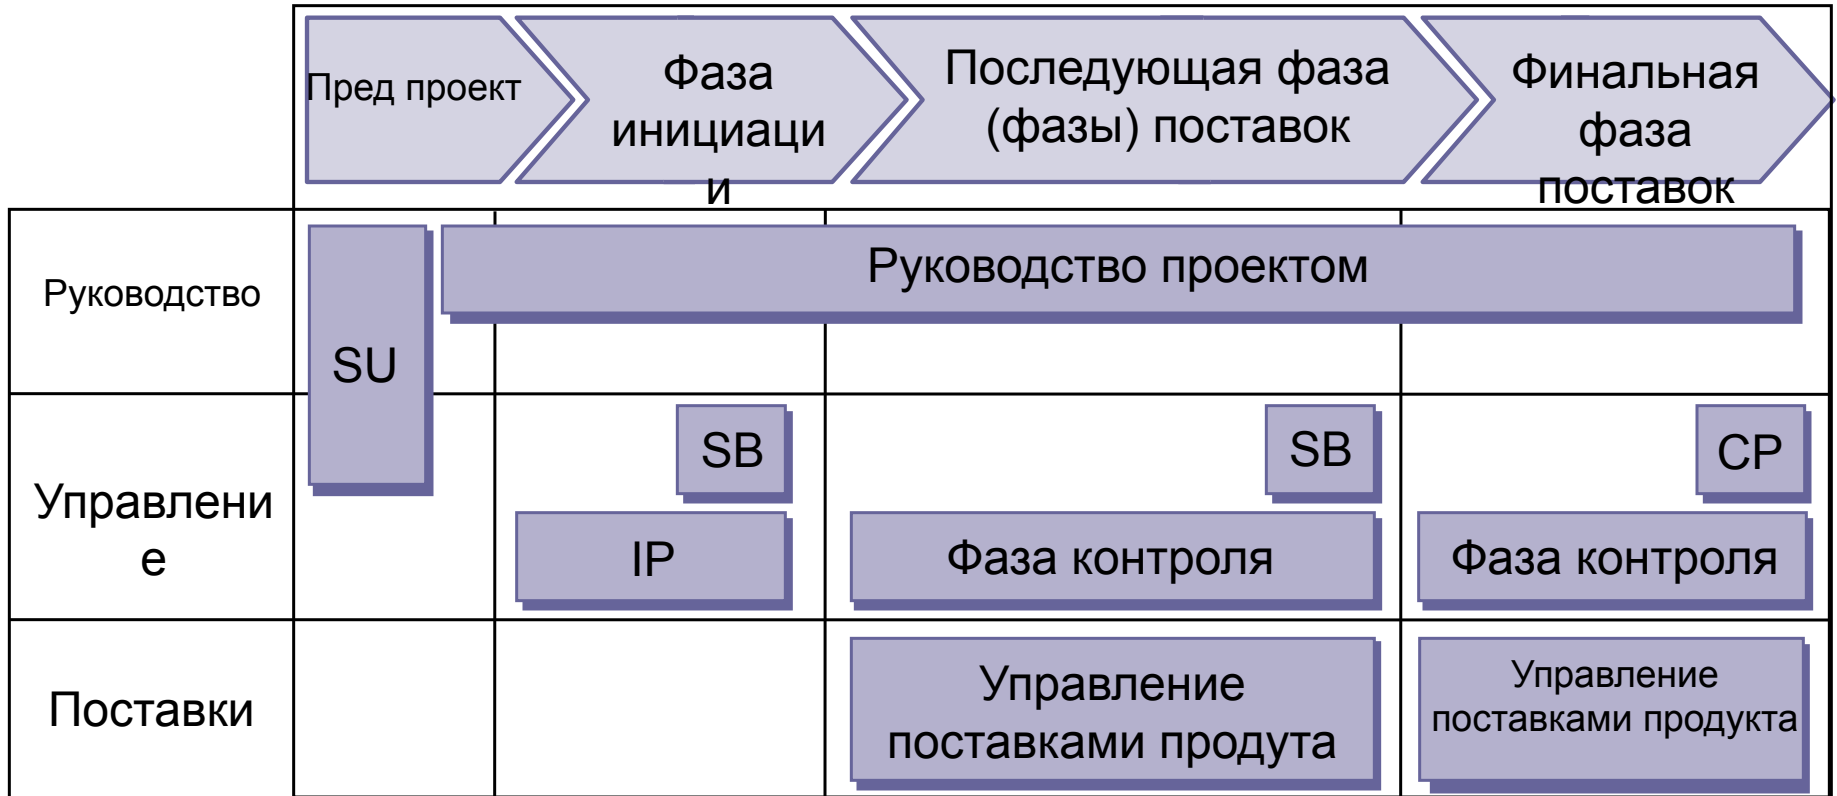 Пред проект
Фаза
инициаци
и
Последующая фаза
(фазы) поставок
Финальная
фаза
поставок
Руководство
SU
Руководство проектом
Управлени
е
SB
SB
CP
IP
Фаза контроля
Фаза контроля
Поставки
Управление
поставками продута
Управление
поставками продукта